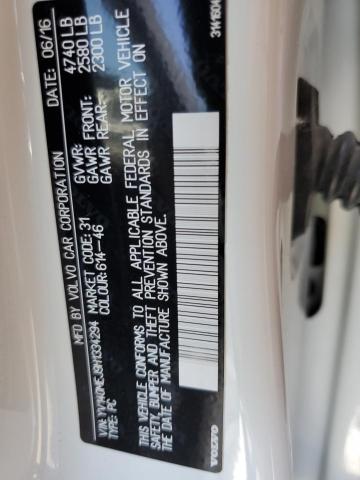 MFD BY VOLVO CAR CORPORATION DATE: 06/16
GVWR: 4740 LB
GAWR FRONT: 2580 LB
GAWR REAR: 2300 LB
MARKET CODE: 31
COLOUR: 614-46
VIN:
TYPE: PC
THIS VEHICLE CONFORMS TO ALL APPLICABLE FEDERAL MOTOR VEHICLE
SAFETY, BUMPER AND THEFT PREVENTION STANDARDS IN EFFECT ON
THE DATE OF MANUFACTURE SHOWN ABOVE.
VOLVO